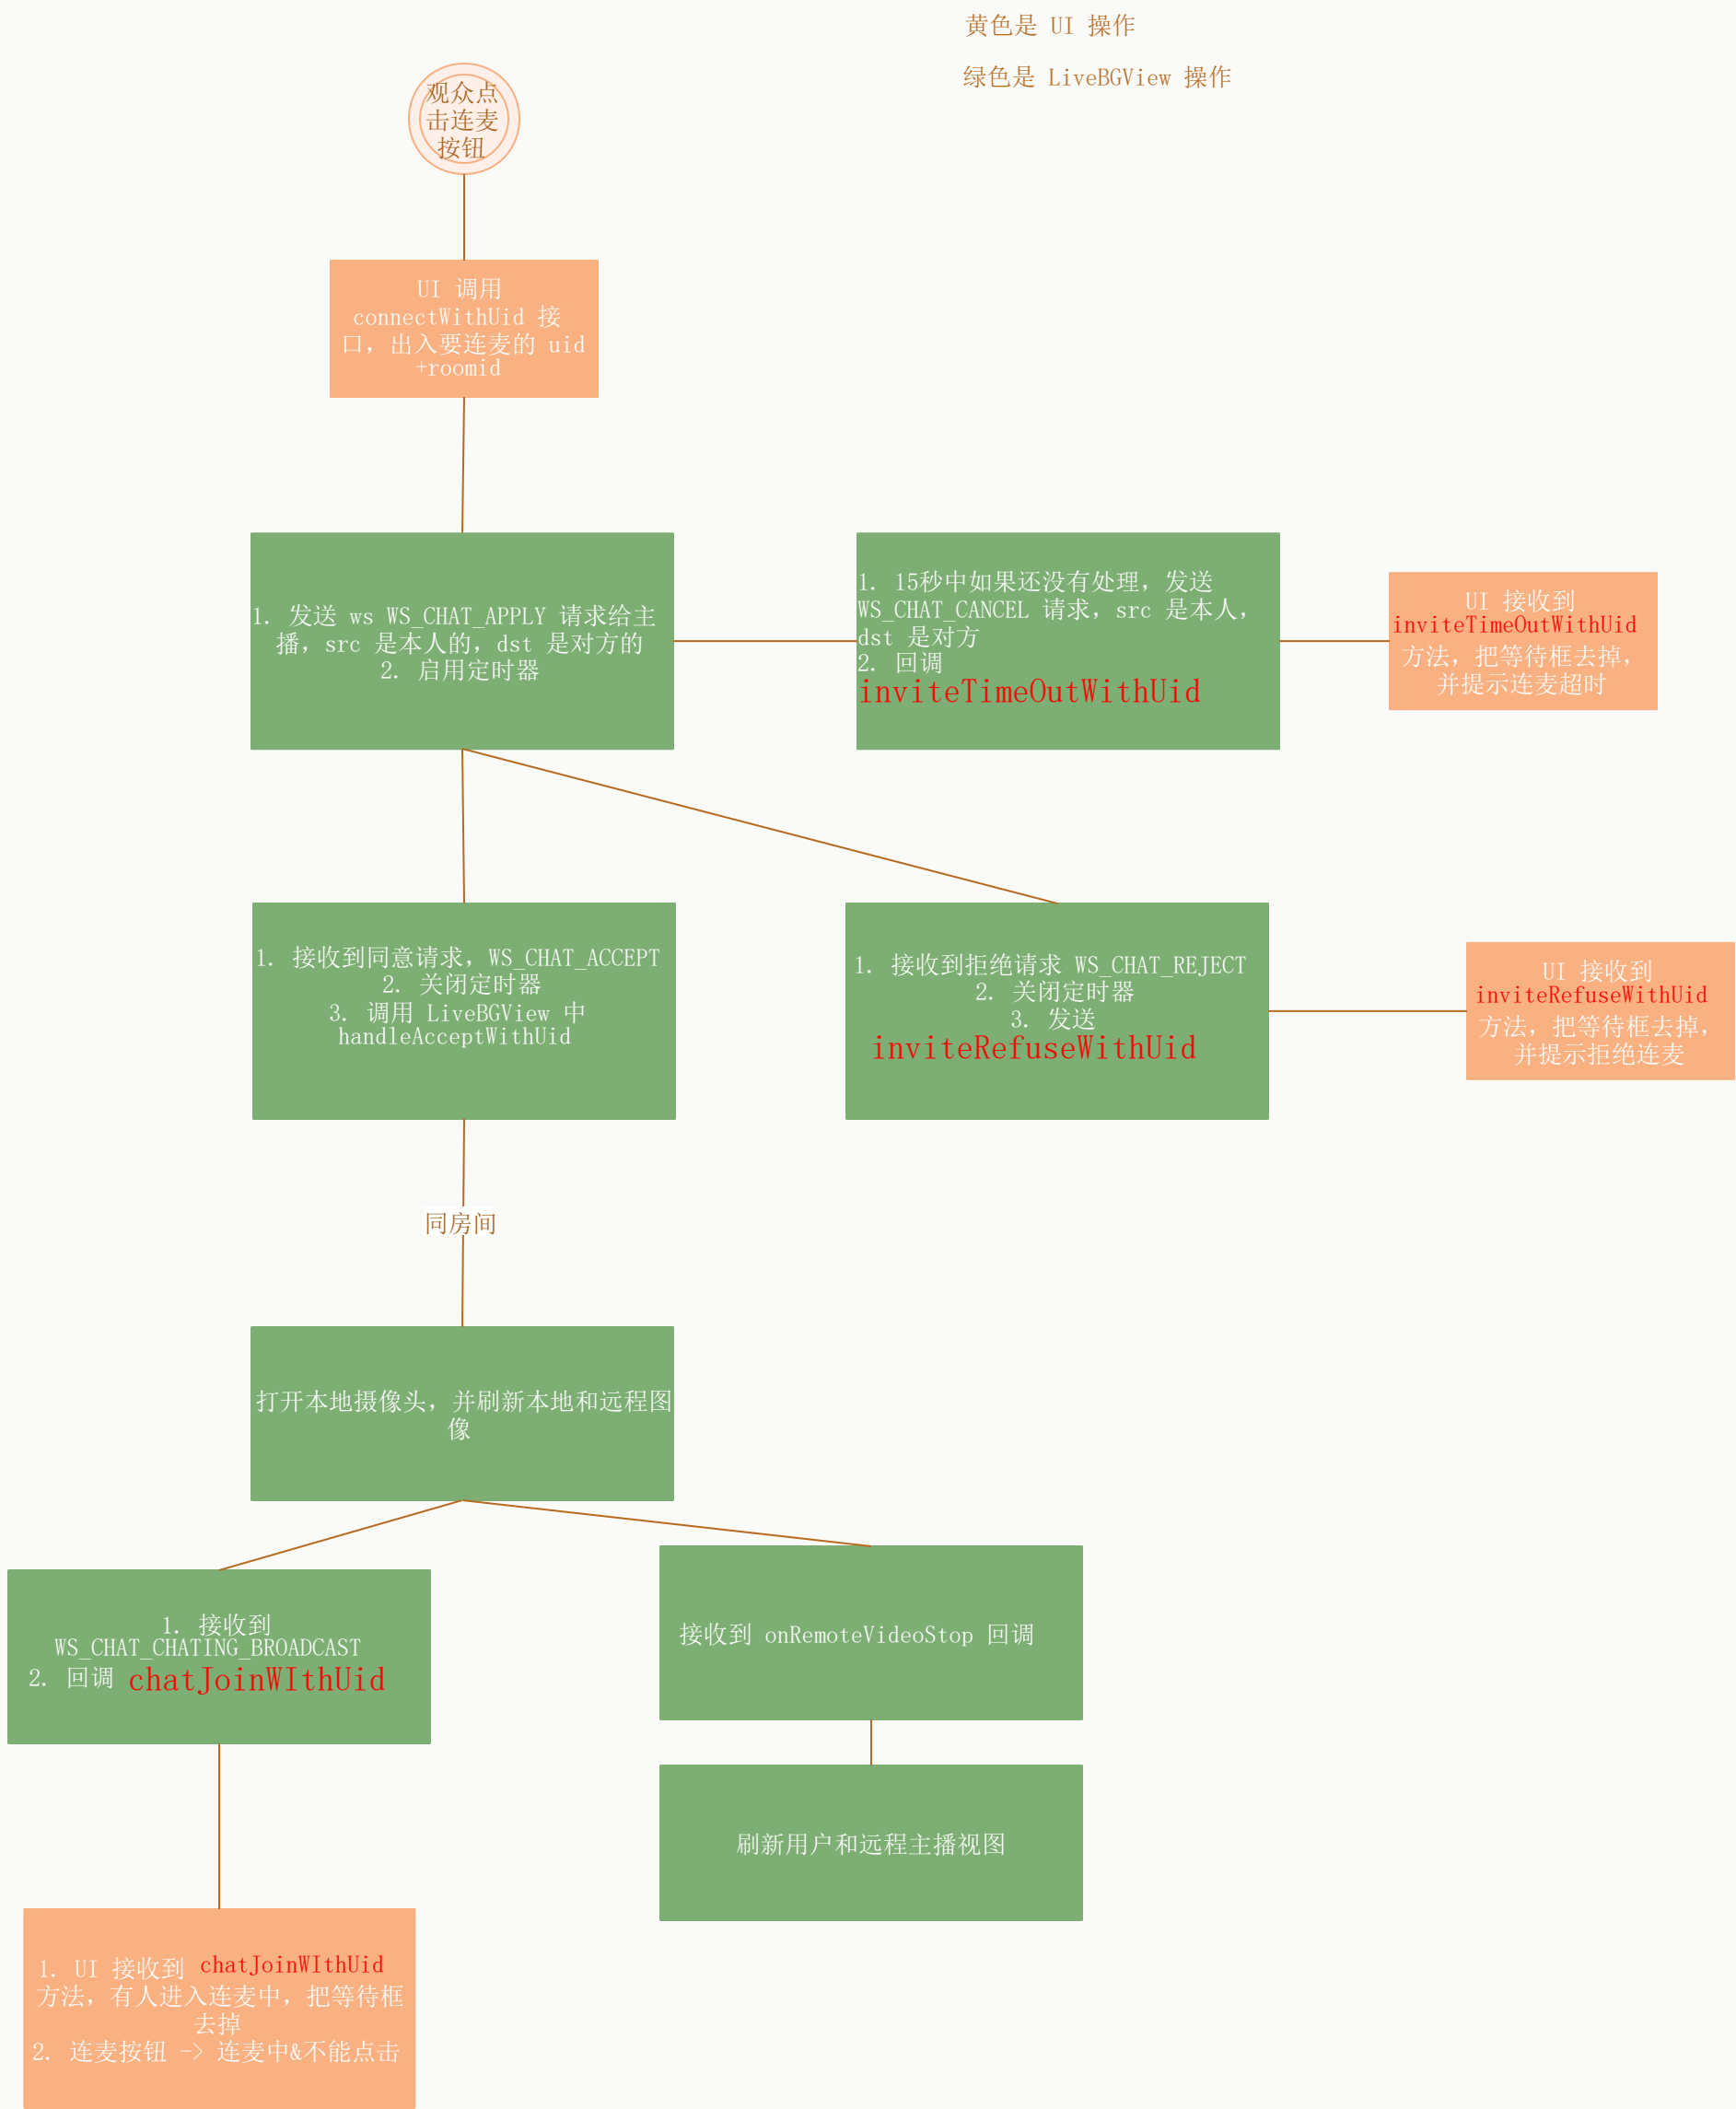 黄色是 UI 操作
绿色是 LiveBGView 操作
观众点
击连麦
按钮
UI 调用
connectWithUid 接
口，出入要连麦的 uid
+roomid
1. 发送 ws WS_CHAT_APPLY 请求给主
播，src 是本人的，dst 是对方的
2. 启用定时器
1. 15秒中如果还没有处理，发送
WS_CHAT_CANCEL 请求，src 是本人，
dst 是对方
2. 回调
inviteTimeOutWithUid
UI 接收到
inviteTimeOutWithUid
方法，把等待框去掉，
并提示连麦超时
1. 接收到同意请求，WS_CHAT_ACCEPT
2. 关闭定时器
3. 调用 LiveBGView 中
handleAcceptWithUid
1. 接收到拒绝请求 WS_CHAT_REJECT
2. 关闭定时器
3. 发送
inviteRefuseWithUid
UI 接收到
inviteRefuseWithUid
方法，把等待框去掉，
并提示拒绝连麦
同房间
打开本地摄像头，并刷新本地和远程图
像
1. 接收到
WS_CHAT_CHATING_BROADCAST
2. 回调 chatJoinWIthUid
接收到 onRemoteVideoStop 回调
刷新用户和远程主播视图
1. UI 接收到 chatJoinWIthUid
方法，有人进入连麦中，把等待框
去掉
2. 连麦按钮 -> 连麦中&不能点击